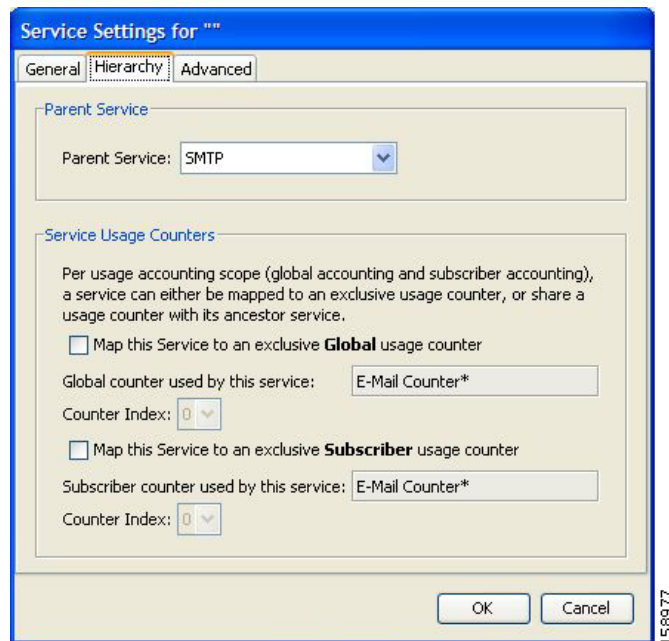 Service Settings for ""
General Hierarchy Advanced
Parent Service
Parent Service: SMTP
Service Usage Counters
Per usage accounting scope (global accounting and subscriber accounting),
a service can either be mapped to an exclusive usage counter, or share a
usage counter with its ancestor service.
Map this Service to an exclusive Global usage counter
Global counter used by this service: E-Mail Counter*
Counter Index: 0
Map this Service to an exclusive Subscriber usage counter
Subscriber counter used by this service: E-Mail Counter*
Counter Index: 0
OK Cancel
58977